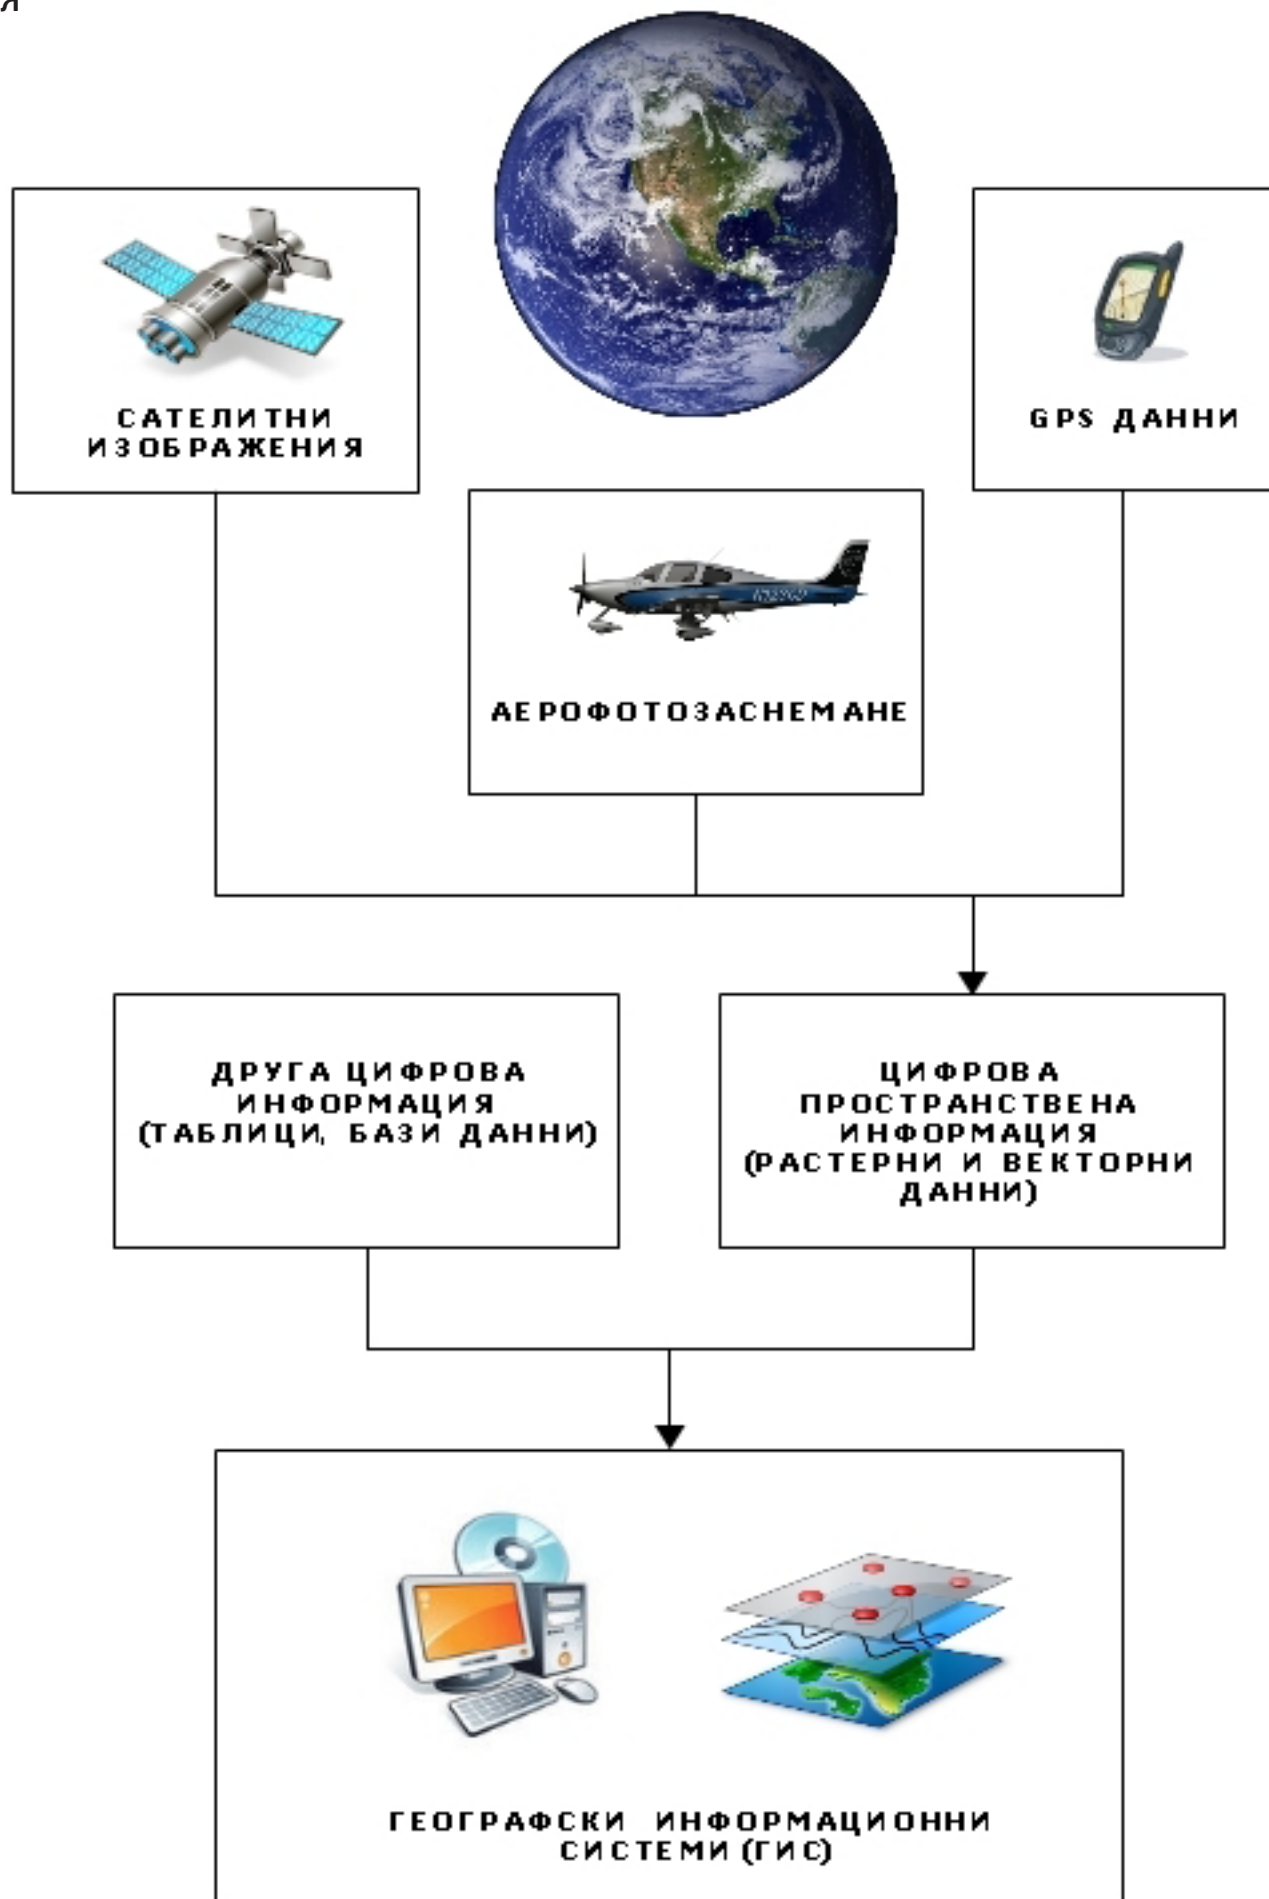 я
САТЕЛИТНИ
ИЗОБРАЖЕНИЯ
GPS ДАННИ
АЕРОФОТОЗАСНЕМАНЕ
ДРУГА ЦИФРОВА
ИНФОРМАЦИЯ
(ТАБЛИЦИ, БАЗИ ДАННИ)
ЦИФРОВА
ПРОСТРАНСТВЕНА
ИНФОРМАЦИЯ
(РАСТЕРНИ И ВЕКТОРНИ
ДАННИ)
ГЕОГРАФСКИ ИНФОРМАЦИОННИ
СИСТЕМИ (ГИС)